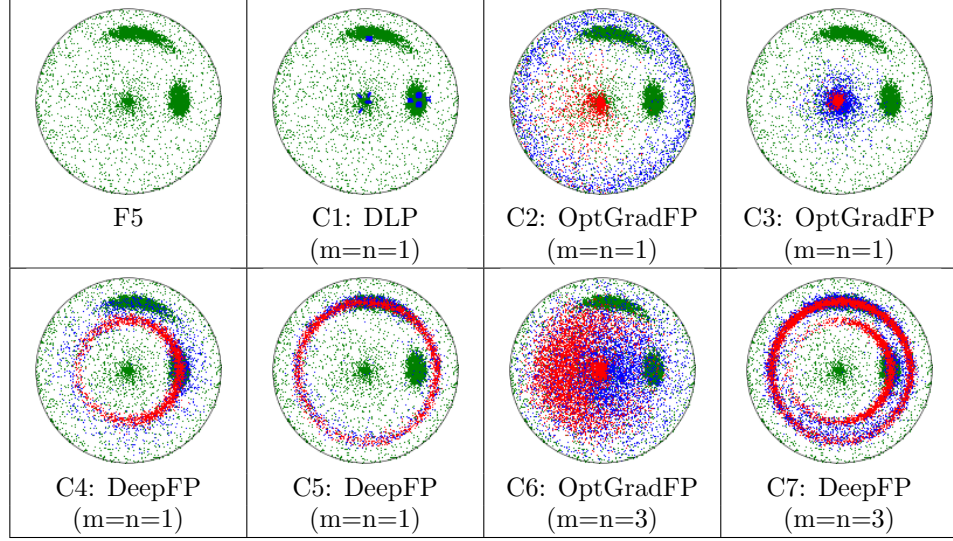 F5
C1: DLP
(m=n=1)
C2: OptGradFP
(m=n=1)
C3: OptGradFP
(m=n=1)
C4: DeepFP
(m=n=1)
C5: DeepFP
(m=n=1)
C6: OptGradFP
(m=n=3)
C7: DeepFP
(m=n=3)